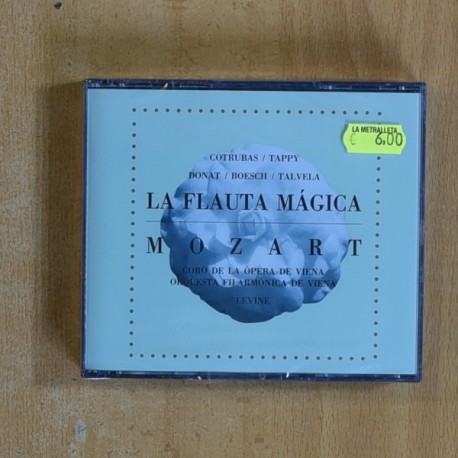 LA METRALLETA
€ 6,00
COTRUBAS / TAPPY
DONAT / BOESCH / TALVELA
LA FLAUTA MÁGICA
MOZART
CORO DE LA ÓPERA DE VIENA
ORQUESTA FILARMÓNICA DE VIENA
LEVINE